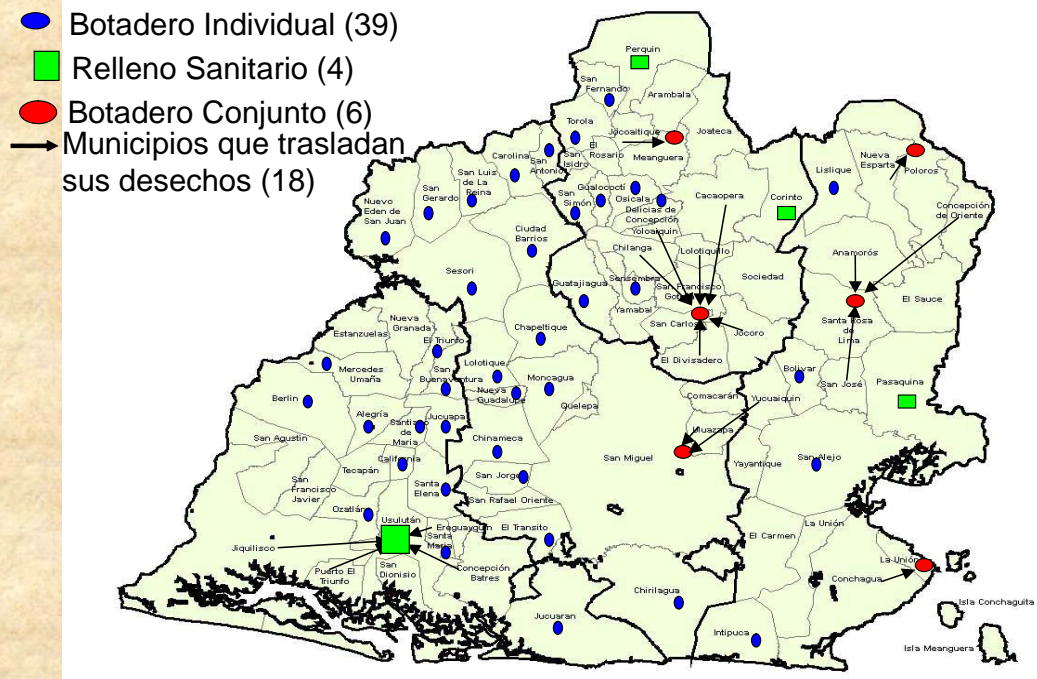 Botadero Individual (39)
Relleno Sanitario (4)
Botadero Conjunto (6)
Municipios que trasladan
sus desechos (18)
Perquin
San
Fernando
Arambala
Torola
Jocoaitique
Joateca
El
Rosario
Meanguera
San
Isidro
Carolina
San
Antonio
San Luis
de La
Reina
San
Gerardo
Nuevo
Eden de
San Juan
Ciudad
Barrios
San
Simón
Gualococti
Osicala
Delicias de
Concepción
Yoloaiquin
Cacaopera
Corinto
Lislique
Nueva
Esparta
Poloros
Concepción
de Oriente
Anamorós
El Sauce
Chilanga
Lolotiquillo
Sociedad
Sesori
Guatajiagua
Sensembra
San Francisco
Yamabal
San Carlos
Jocoro
El Divisadero
Santa Rosa
de
Lima
San José
Pasaquina
Bolivar
Nueva
Granada
Estanzuelas
El Triunfo
Chapeltique
Mercedes
Umaña
San
Buenaventura
Lolotique
Nueva
Guadalupe
Moncagua
Quelepa
Comacarán
Yucuaiquin
Uluazapa
Berlin
Alegría
Santiago
de
Maria
Jucuapa
San Agustin
Chinameca
San Miguel
Yayantique
San Alejo
Tecapán
California
San
Francisco
Javier
Santa
Elena
San Jorge
San Rafael Oriente
Ozatlán
Usulután
Ereguayquin
Santa
Maria
El Transito
La Unión
El Carmen
Jiquilisco
Puerto El
Triunfo
San
Dionisio
Concepción
Batres
La Unión
Conchagua
Chirilagua
Jucuaran
Intipuca
Isla Conchaguita
Isla Meanguera